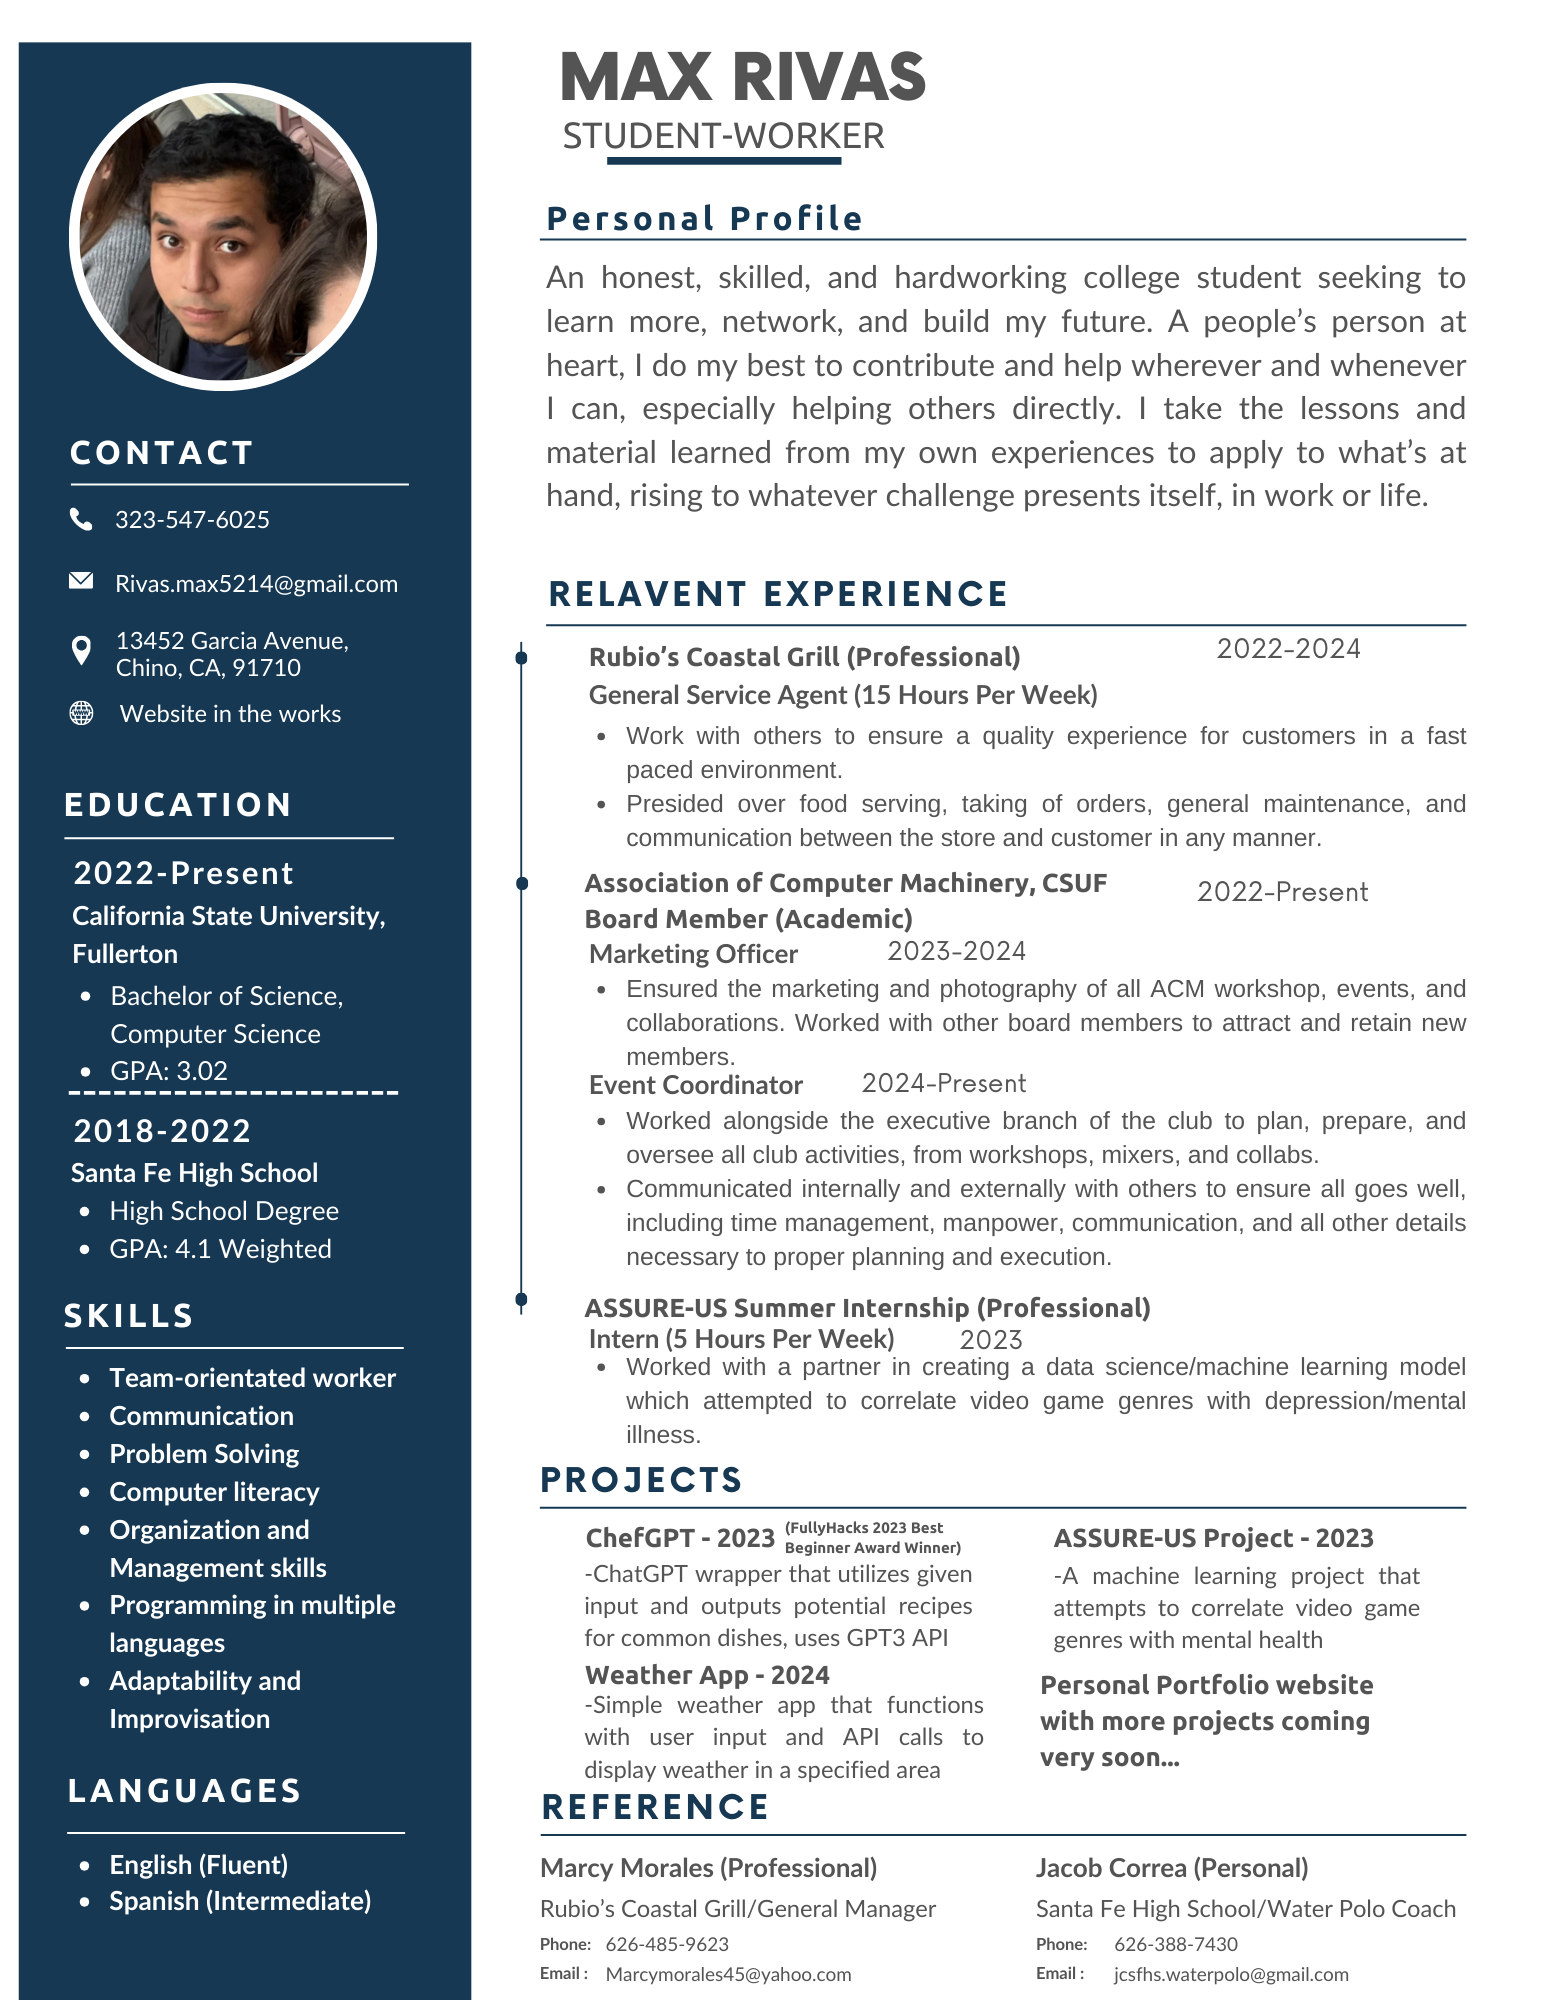 MAX RIVAS
STUDENT-WORKER
CONTACT
323-547-6025
Rivas.max5214@gmail.com
13452 Garcia Avenue,
Chino, CA, 91710
Website in the works
EDUCATION
2022-Present
California State University,
Fullerton
• Bachelor of Science,
Computer Science
• GPA: 3.02
2018-2022
Santa Fe High School
• High School Degree
• GPA: 4.1 Weighted
SKILLS
• Team-orientated worker
• Communication
• Problem Solving
• Computer literacy
• Organization and
Management skills
• Programming in multiple
languages
• Adaptability and
Improvisation
LANGUAGES
• English (Fluent)
• Spanish (Intermediate)
Personal Profile
An honest, skilled, and hardworking college student seeking to
learn more, network, and build my future. A people’s person at
heart, I do my best to contribute and help wherever and whenever
I can, especially helping others directly. I take the lessons and
material learned from my own experiences to apply to what’s at
hand, rising to whatever challenge presents itself, in work or life.
RELAVENT EXPERIENCE
Rubio’s Coastal Grill (Professional) 2022-2024
General Service Agent (15 Hours Per Week)
• Work with others to ensure a quality experience for customers in a fast
paced environment.
• Presided over food serving, taking of orders, general maintenance, and
communication between the store and customer in any manner.
Association of Computer Machinery, CSUF 2022-Present
Board Member (Academic)
Marketing Officer 2023-2024
• Ensured the marketing and photography of all ACM workshop, events, and
collaborations. Worked with other board members to attract and retain new
members.
Event Coordinator 2024-Present
• Worked alongside the executive branch of the club to plan, prepare, and
oversee all club activities, from workshops, mixers, and collabs.
• Communicated internally and externally with others to ensure all goes well,
including time management, manpower, communication, and all other details
necessary to proper planning and execution.
ASSURE-US Summer Internship (Professional)
Intern (5 Hours Per Week) 2023
• Worked with a partner in creating a data science/machine learning model
which attempted to correlate video game genres with depression/mental
illness.
PROJECTS
ChefGPT - 2023 (FullyHacks 2023 Best
Beginner Award Winner)
-ChatGPT wrapper that utilizes given
input and outputs potential recipes
for common dishes, uses GPT3 API
Weather App - 2024
-Simple weather app that functions
with user input and API calls to
display weather in a specified area
ASSURE-US Project - 2023
-A machine learning project that
attempts to correlate video game
genres with mental health
Personal Portfolio website
with more projects coming
very soon...
REFERENCE
Marcy Morales (Professional)
Rubio’s Coastal Grill/General Manager
Phone: 626-485-9623
Email : Marcymorales45@yahoo.com
Jacob Correa (Personal)
Santa Fe High School/Water Polo Coach
Phone: 626-388-7430
Email : jcsfhs.waterpolo@gmail.com